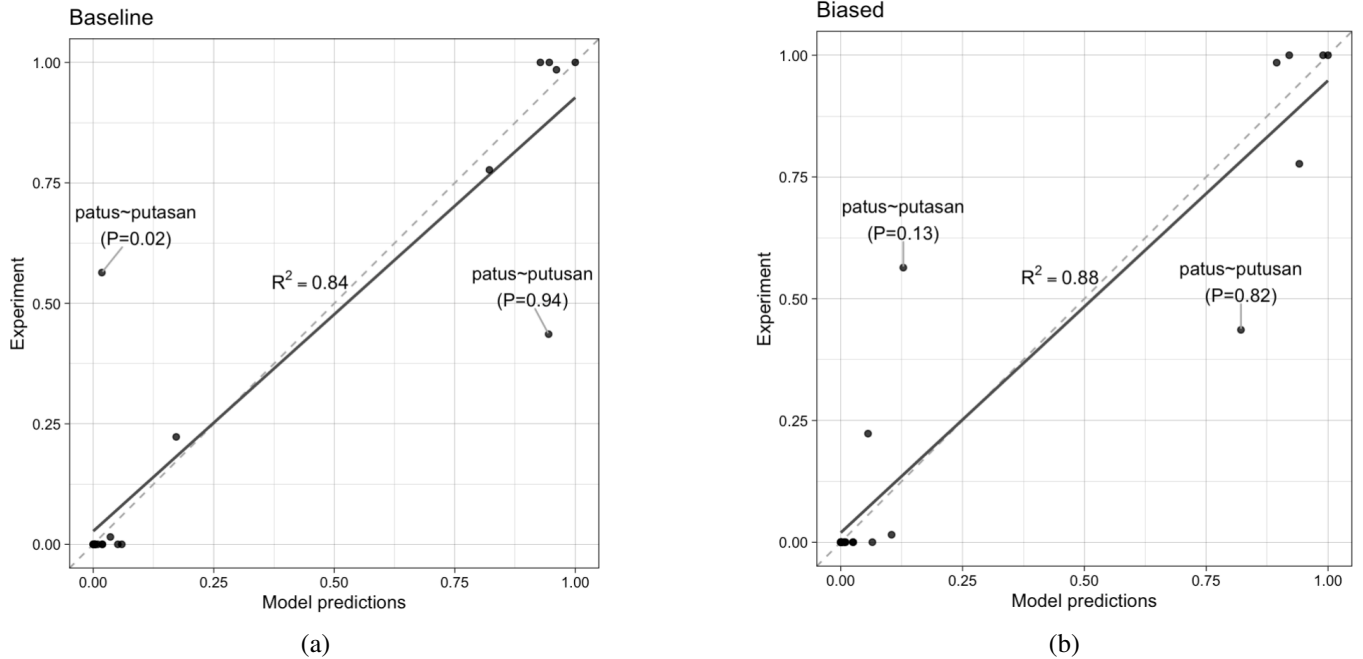 Baseline
1.00
0.75
0.50
0.25
0.00
Experiment
patus~putasan
(P=0.02)
R² = 0.84
patus~putusan
(P=0.94)
0.00 0.25 0.50 0.75 1.00
Model predictions
(a)
Biased
1.00
0.75
0.50
0.25
0.00
Experiment
patus~putasan
(P=0.13)
R² = 0.88
patus~putusan
(P=0.82)
0.00 0.25 0.50 0.75 1.00
Model predictions
(b)